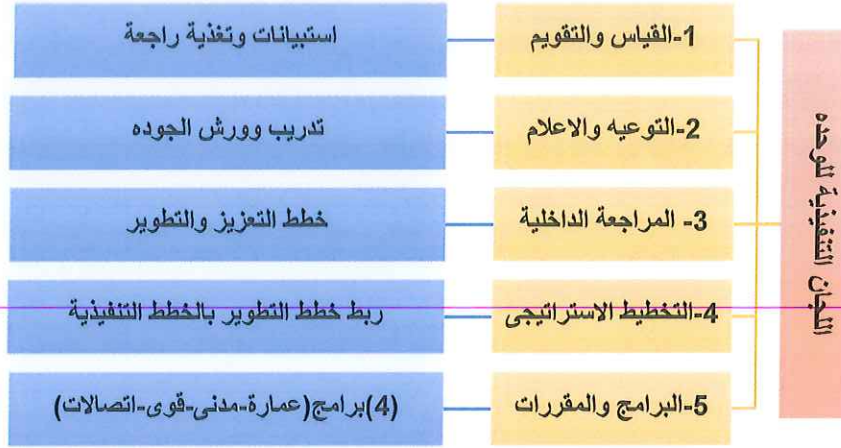 اللجان التنفيذية للوحده
1-القياس والتقويم
استبيانات وتغذية راجعة
2-التوعيه والاعلام
تدريب وورش الجوده
3- المراجعة الداخلية
خطط التعزيز والتطوير
4-التخطيط الاستراتيجى
ربط خطط التطوير بالخطط التنفيذية
5-البرامج والمقررات
(4)برامج(عمارة-مدنى-قوى-اتصالات)